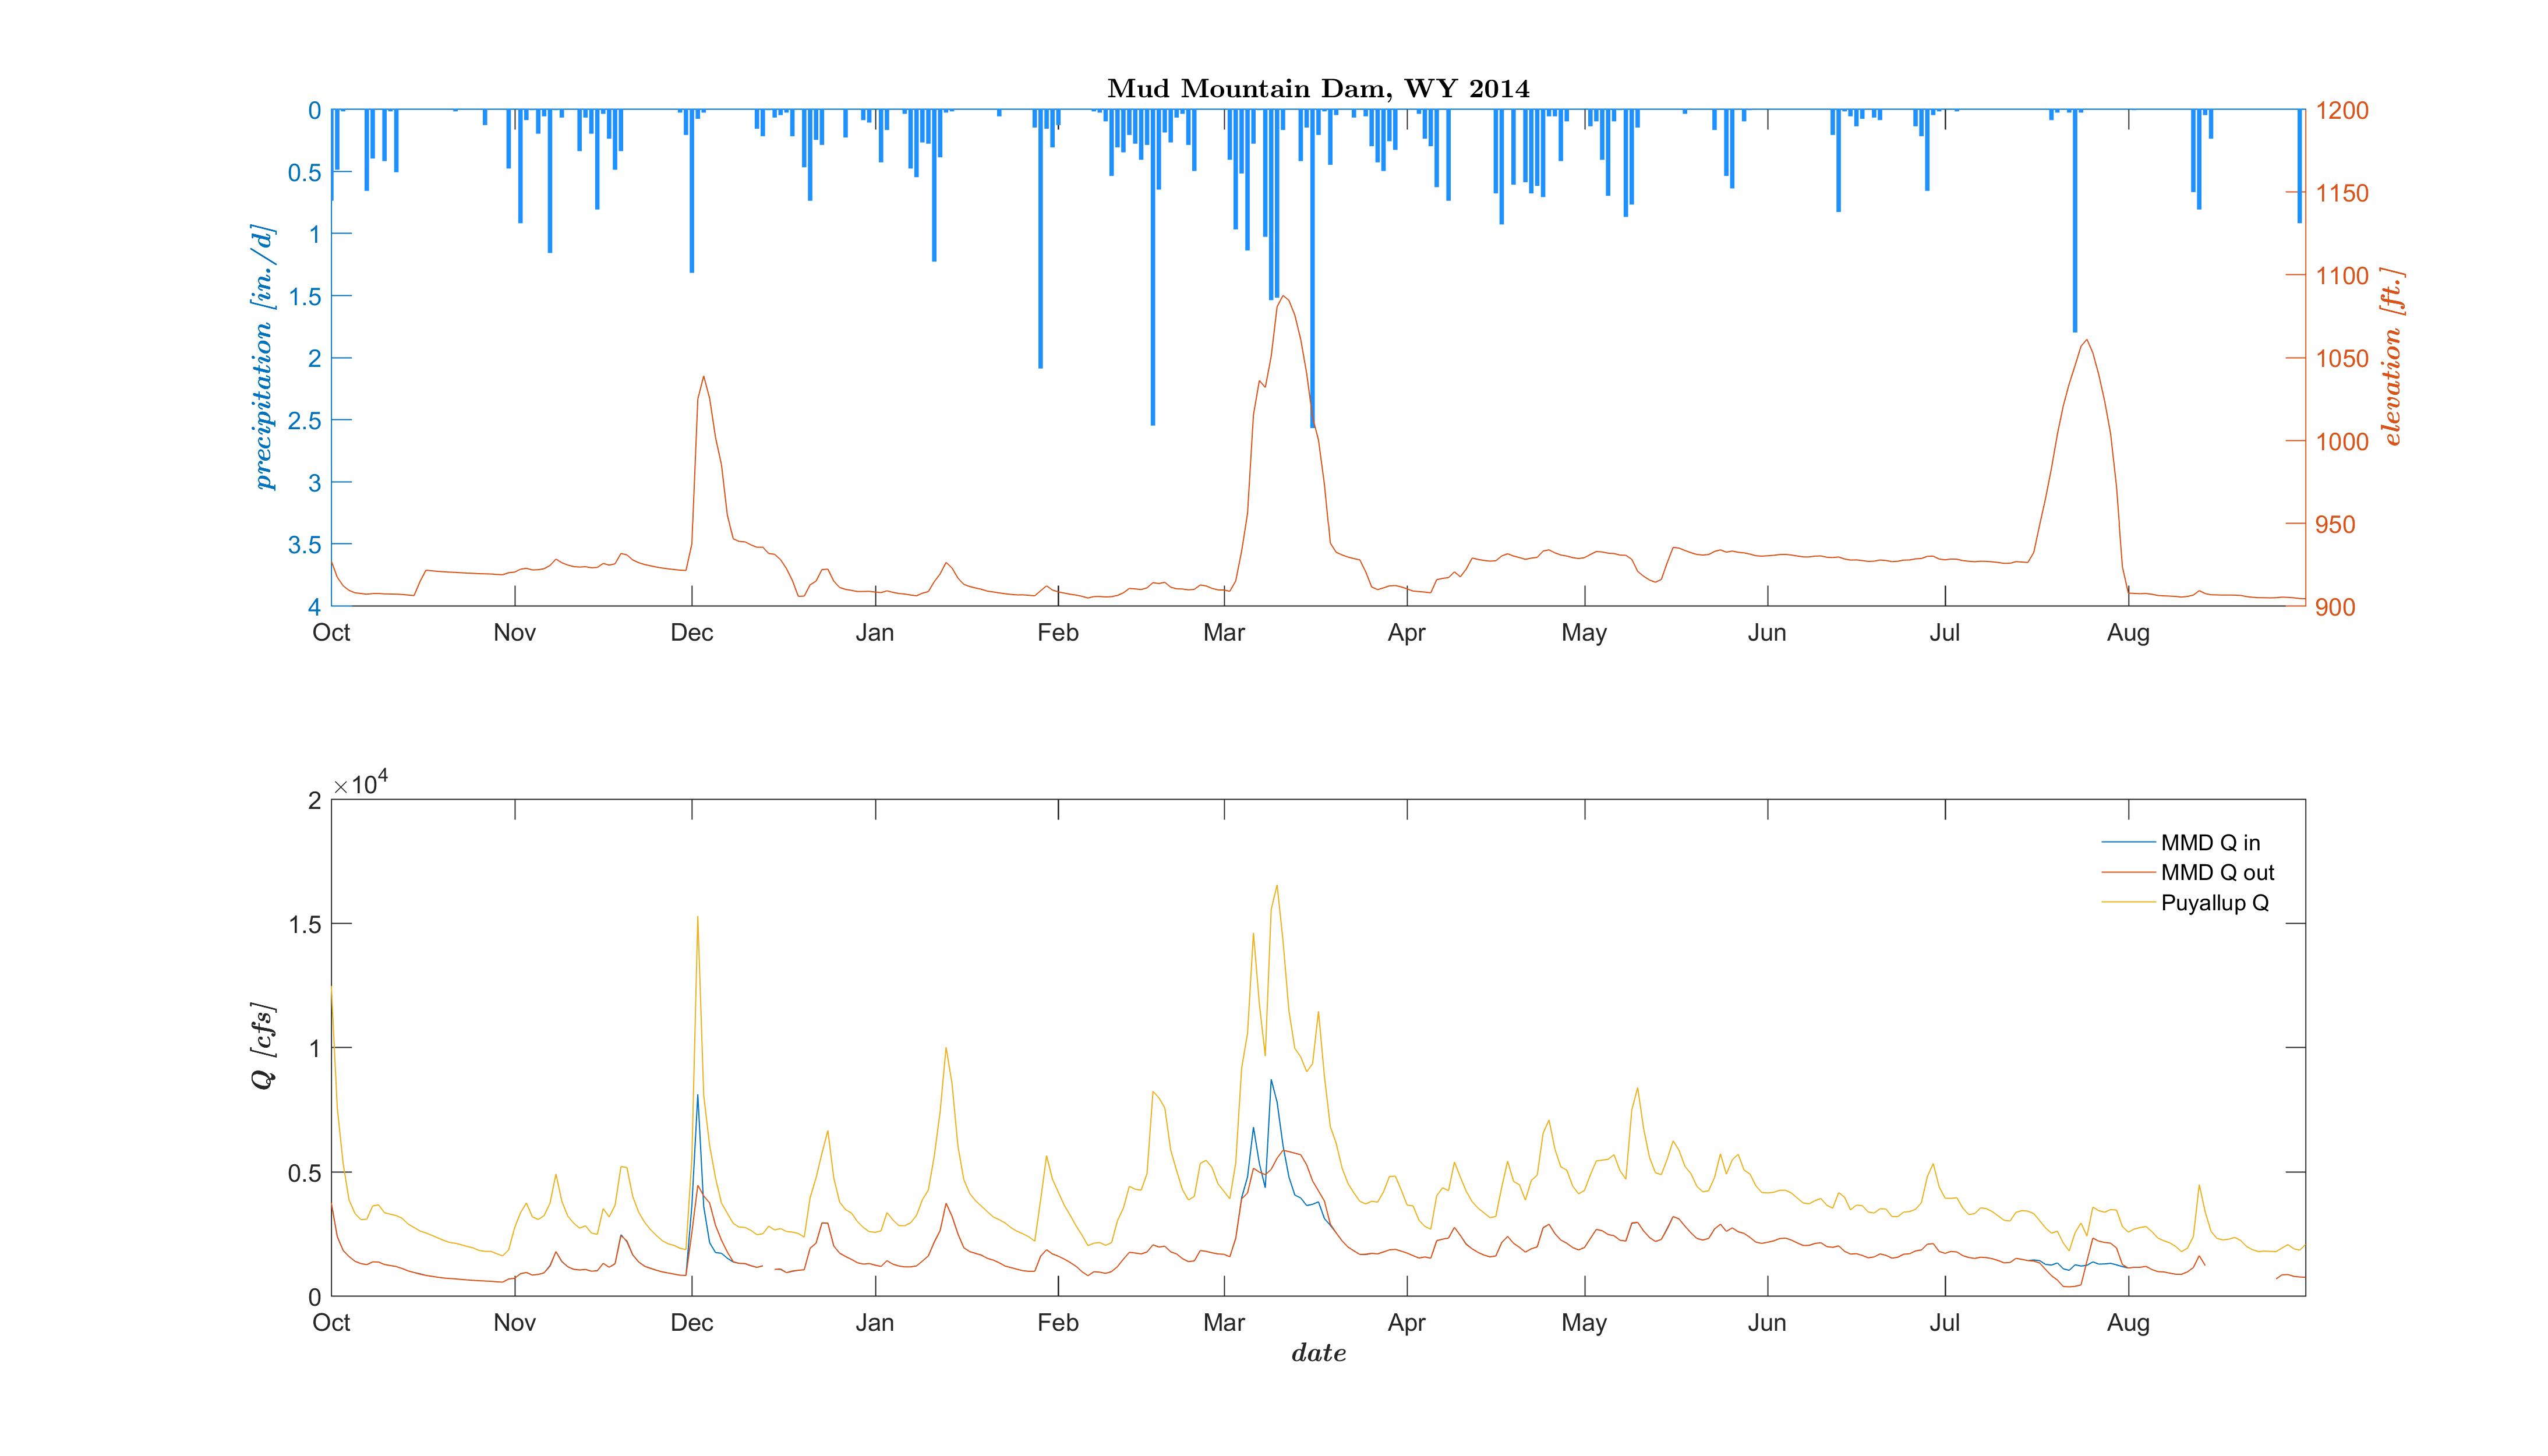 Mud Mountain Dam, WY 2014
0
0.5
1
1.5
2
2.5
3
3.5
4
precipitation [in./d]
1200
1150
1100
1050
1000
950
900
elevation [ft.]
Oct Nov Dec Jan Feb Mar Apr May Jun Jul Aug
×10⁴
2
1.5
1
0.5
0
Q [cfs]
MMD Q in
MMD Q out
Puyallup Q
Oct Nov Dec Jan Feb Mar Apr May Jun Jul Aug
date